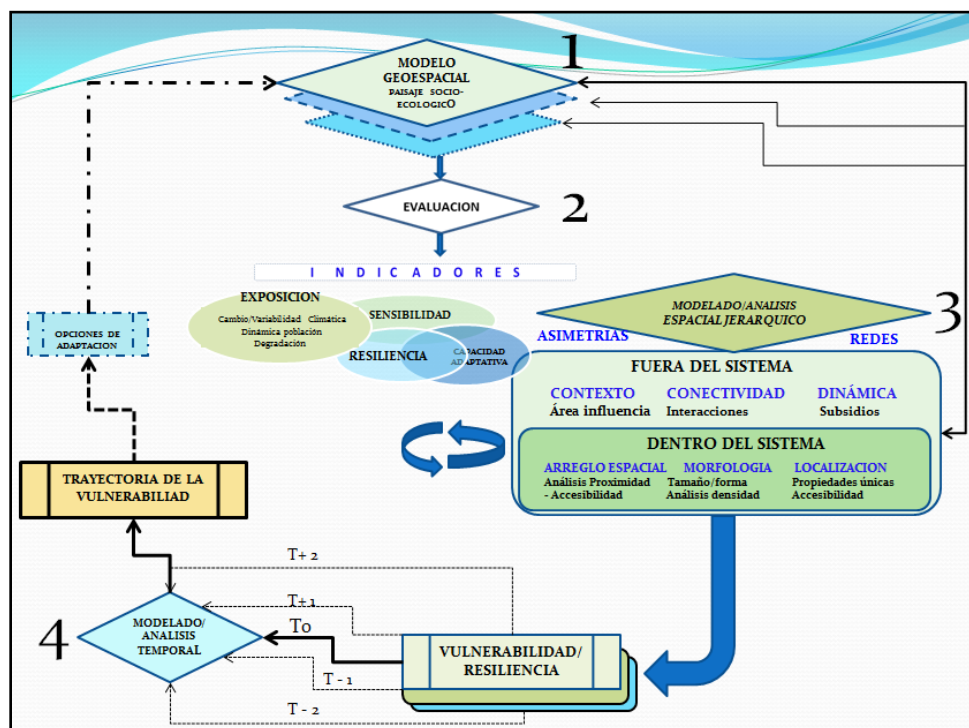 1
MODELO
GEOESPACIAL
PAISAJE SOCIO-
ECOLOGICO
EVALUACION
2
INDICADORES
EXPOSICION
Cambio/Variabilidad Climática
Dinámica población
Degradación
SENSIBILIDAD
RESILIENCIA
CAPACIDAD
ADAPTATIVA
3
MODELADO/ANALISIS
ESPACIAL JERARQUICO
ASIMETRIAS
REDES
FUERA DEL SISTEMA
CONTEXTO CONECTIVIDAD DINÁMICA
Área influencia Interacciones Subsidios
DENTRO DEL SISTEMA
ARREGLO ESPACIAL MORFOLOGIA LOCALIZACION
Análisis Proximidad Tamaño/forma Propiedades únicas
- Accesibilidad Análisis densidad Accesibilidad
OPCIONES DE
ADAPTACION
TRAYECTORIA DE LA
VULNERABILIAD
4
MODELADO/
ANALISIS
TEMPORAL
T+2
T+1
To
T - 1
T - 2
VULNERABILIDAD/
RESILIENCIA